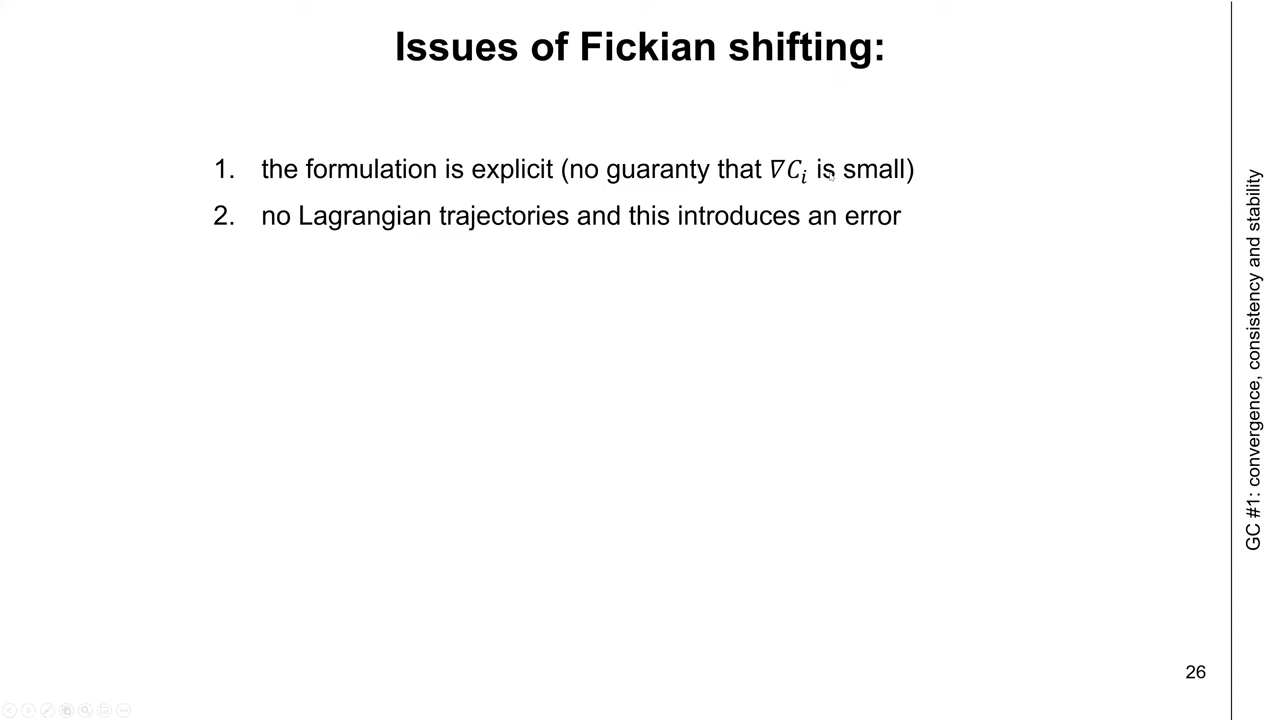 Issues of Fickian shifting:
1. the formulation is explicit (no guaranty that ∇Cᵢ is small)
2. no Lagrangian trajectories and this introduces an error
GC #1: convergence, consistency and stability
26